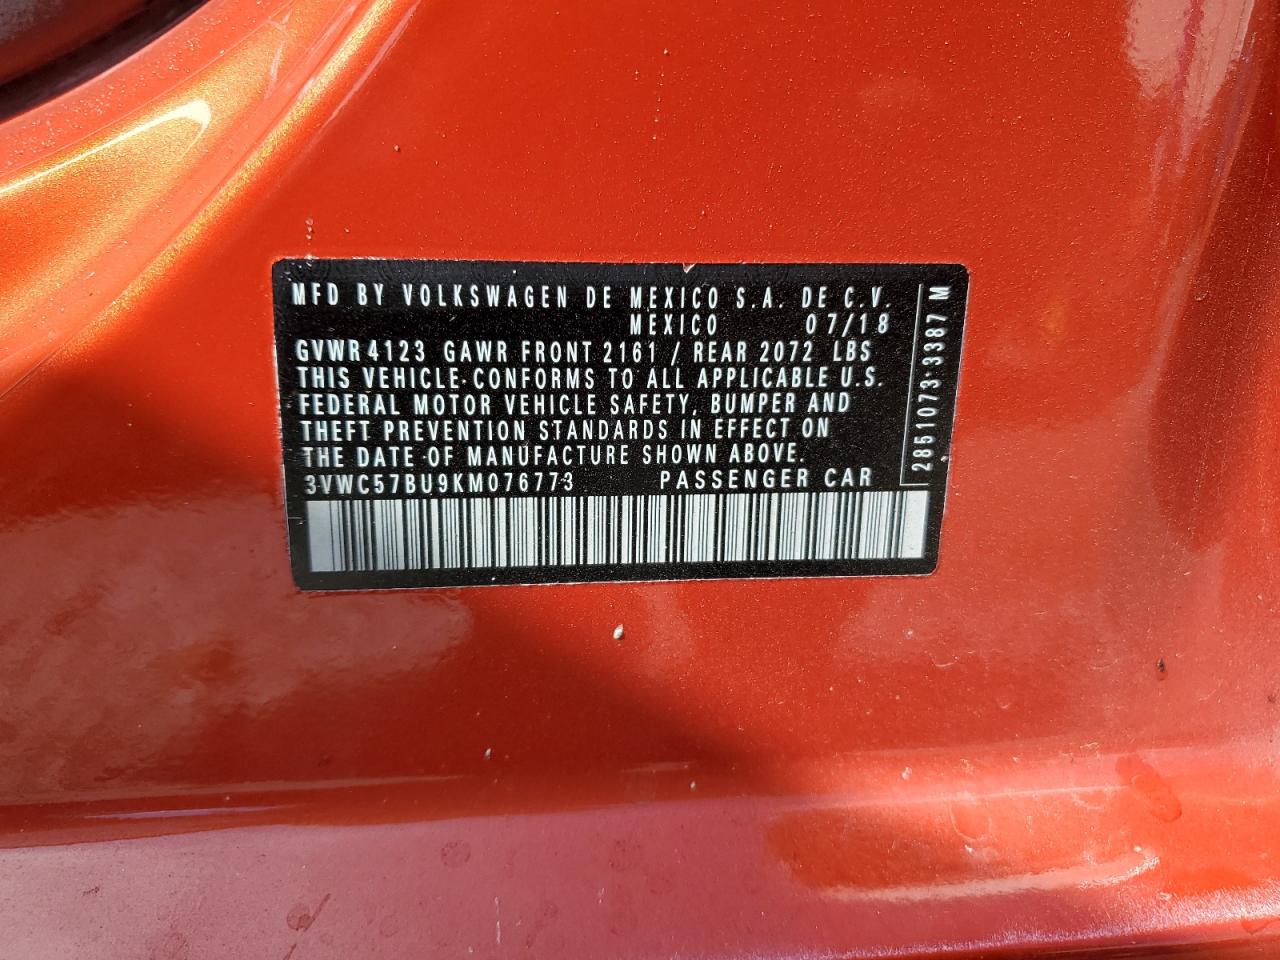 MFD BY VOLKSWAGEN DE MEXICO S.A. DE C.V.
MEXICO 07/18
GVWR 4123 GAWR FRONT 2161 / REAR 2072 LBS
THIS VEHICLE CONFORMS TO ALL APPLICABLE U.S.
FEDERAL MOTOR VEHICLE SAFETY, BUMPER AND
THEFT PREVENTION STANDARDS IN EFFECT ON
THE DATE OF MANUFACTURE SHOWN ABOVE.
3VWC57BU9KM076773 PASSENGER CAR
2851073 3387 M